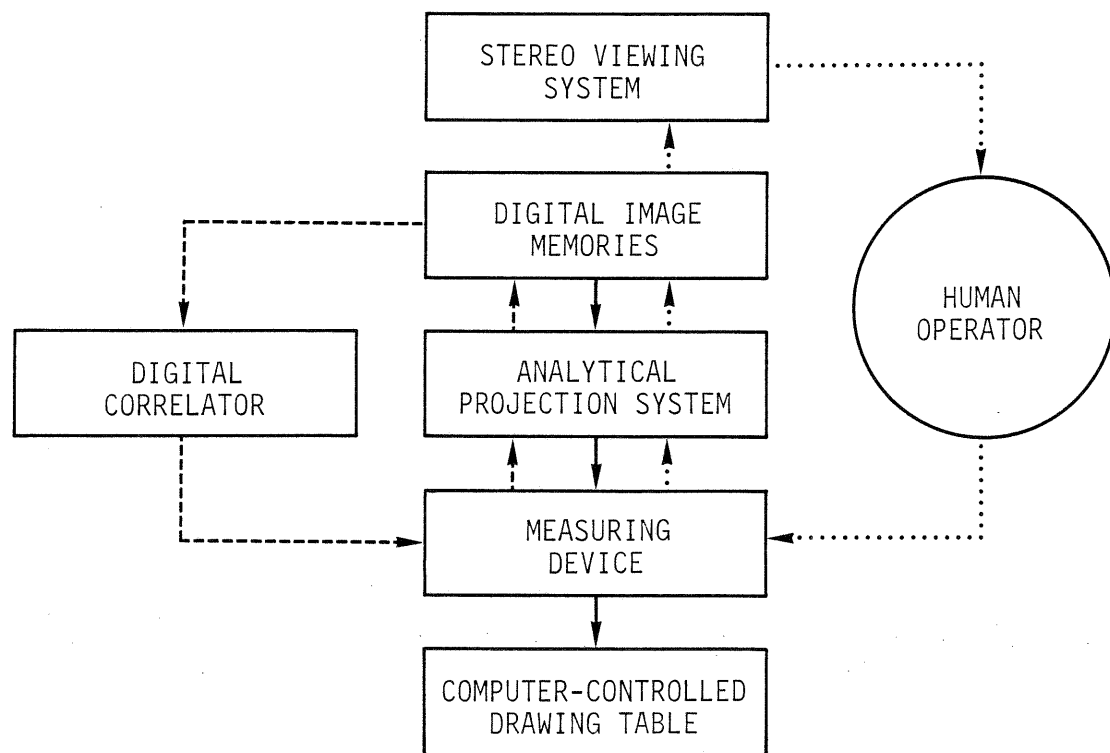 STEREO VIEWING
SYSTEM
DIGITAL IMAGE
MEMORIES
HUMAN
OPERATOR
DIGITAL
CORRELATOR
ANALYTICAL
PROJECTION SYSTEM
MEASURING
DEVICE
COMPUTER-CONTROLLED
DRAWING TABLE